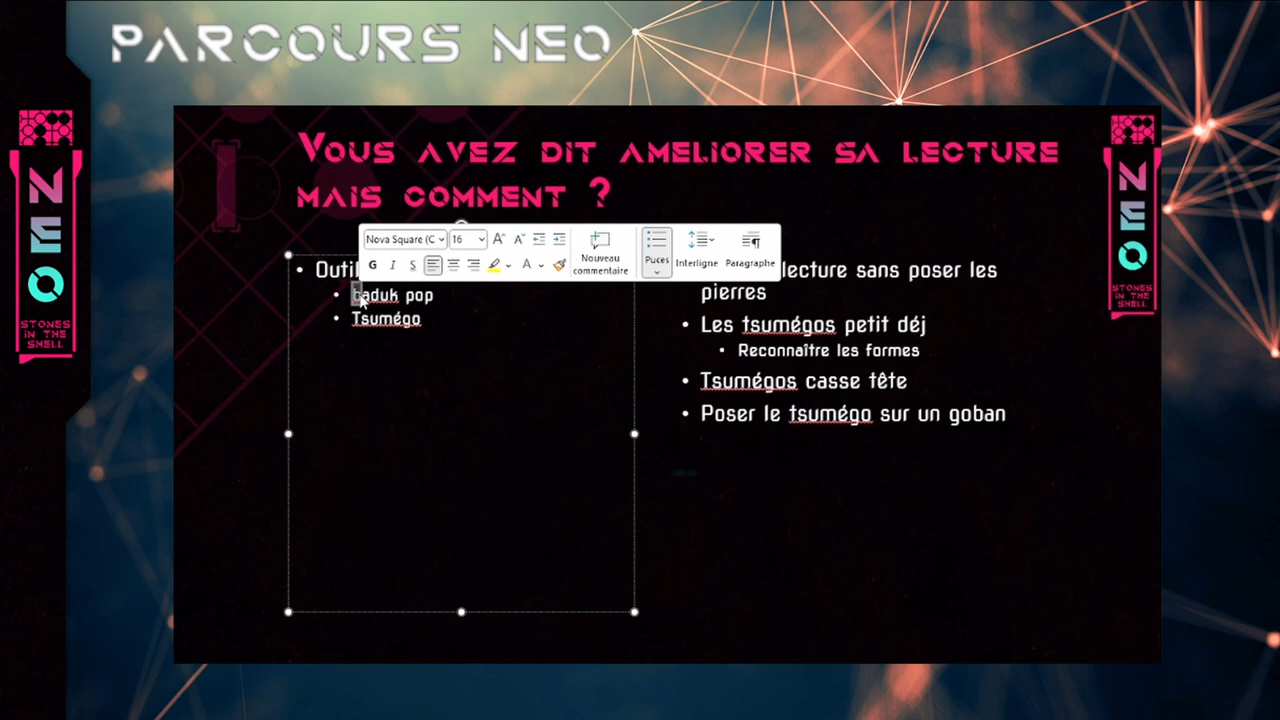 PARCOURS NEO
NEO
STONES
IN THE
SHELL
Vous avez dit ameliorer sa lecture
mais comment ?
NEO
STONES
IN THE
SHELL
Nova Square (C
16
G I S
A
Nouveau
commentaire
Puces
Interligne
Paragraphe
• Outil
• baduk pop
• Tsumégo
lecture sans poser les
pierres
• Les tsumégos petit déj
• Reconnaître les formes
• Tsumégos casse tête
• Poser le tsumégo sur un goban